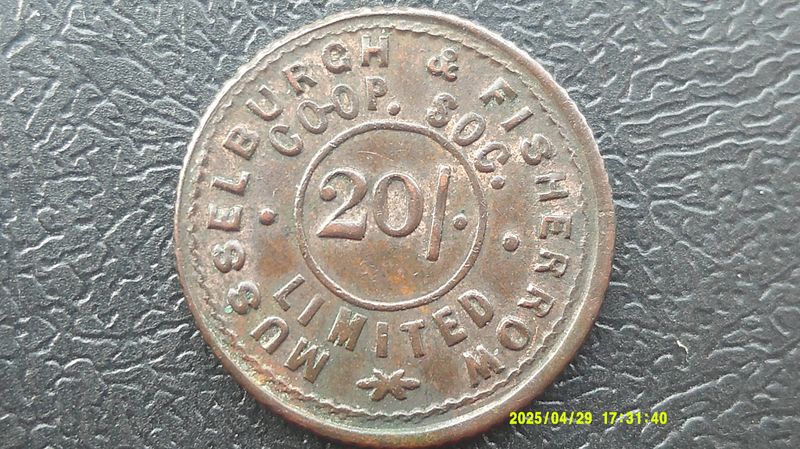 MUSSELBURGH & FISHERROW
CO-OP. SOC.
20/.
LIMITED
2025/04/29 17:31:40